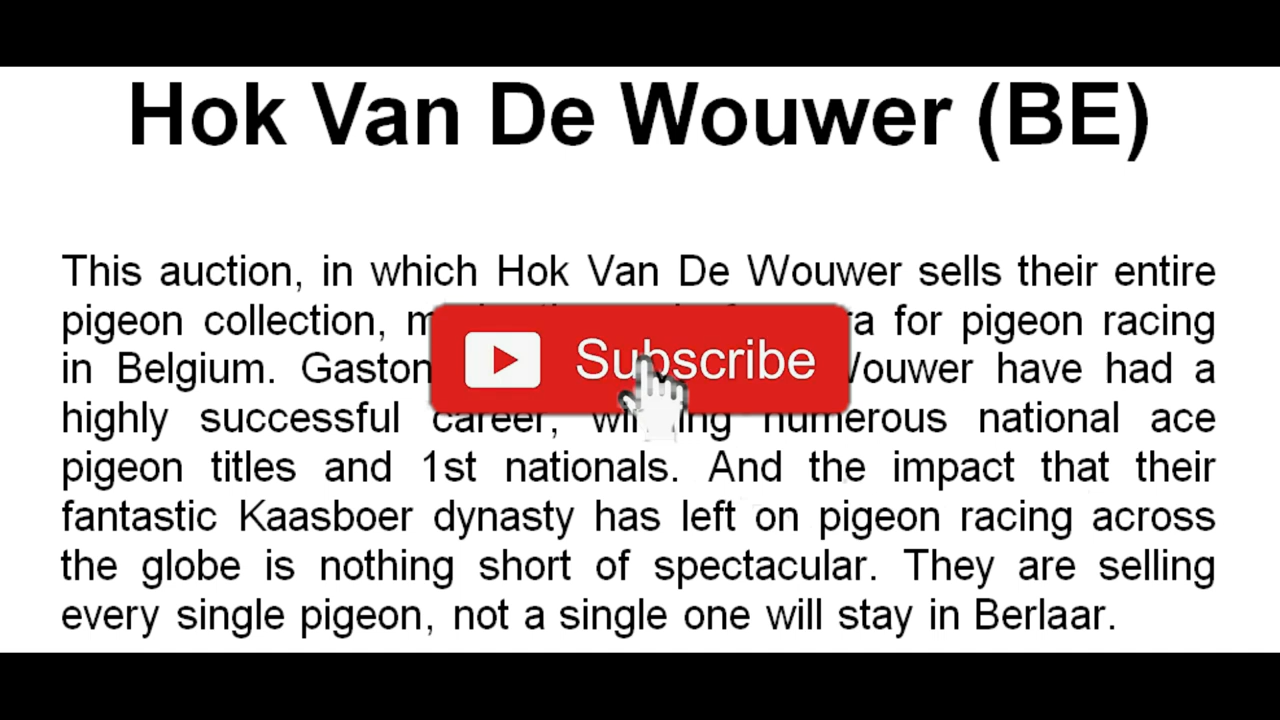 Hok Van De Wouwer (BE)
This auction, in which Hok Van De Wouwer sells their entire
pigeon collection, for pigeon racing
in Belgium. Gaston Wouwer have had a
highly successful career, winning numerous national ace
pigeon titles and 1st nationals. And the impact that their
fantastic Kaasboer dynasty has left on pigeon racing across
the globe is nothing short of spectacular. They are selling
every single pigeon, not a single one will stay in Berlaar.
Subscribe